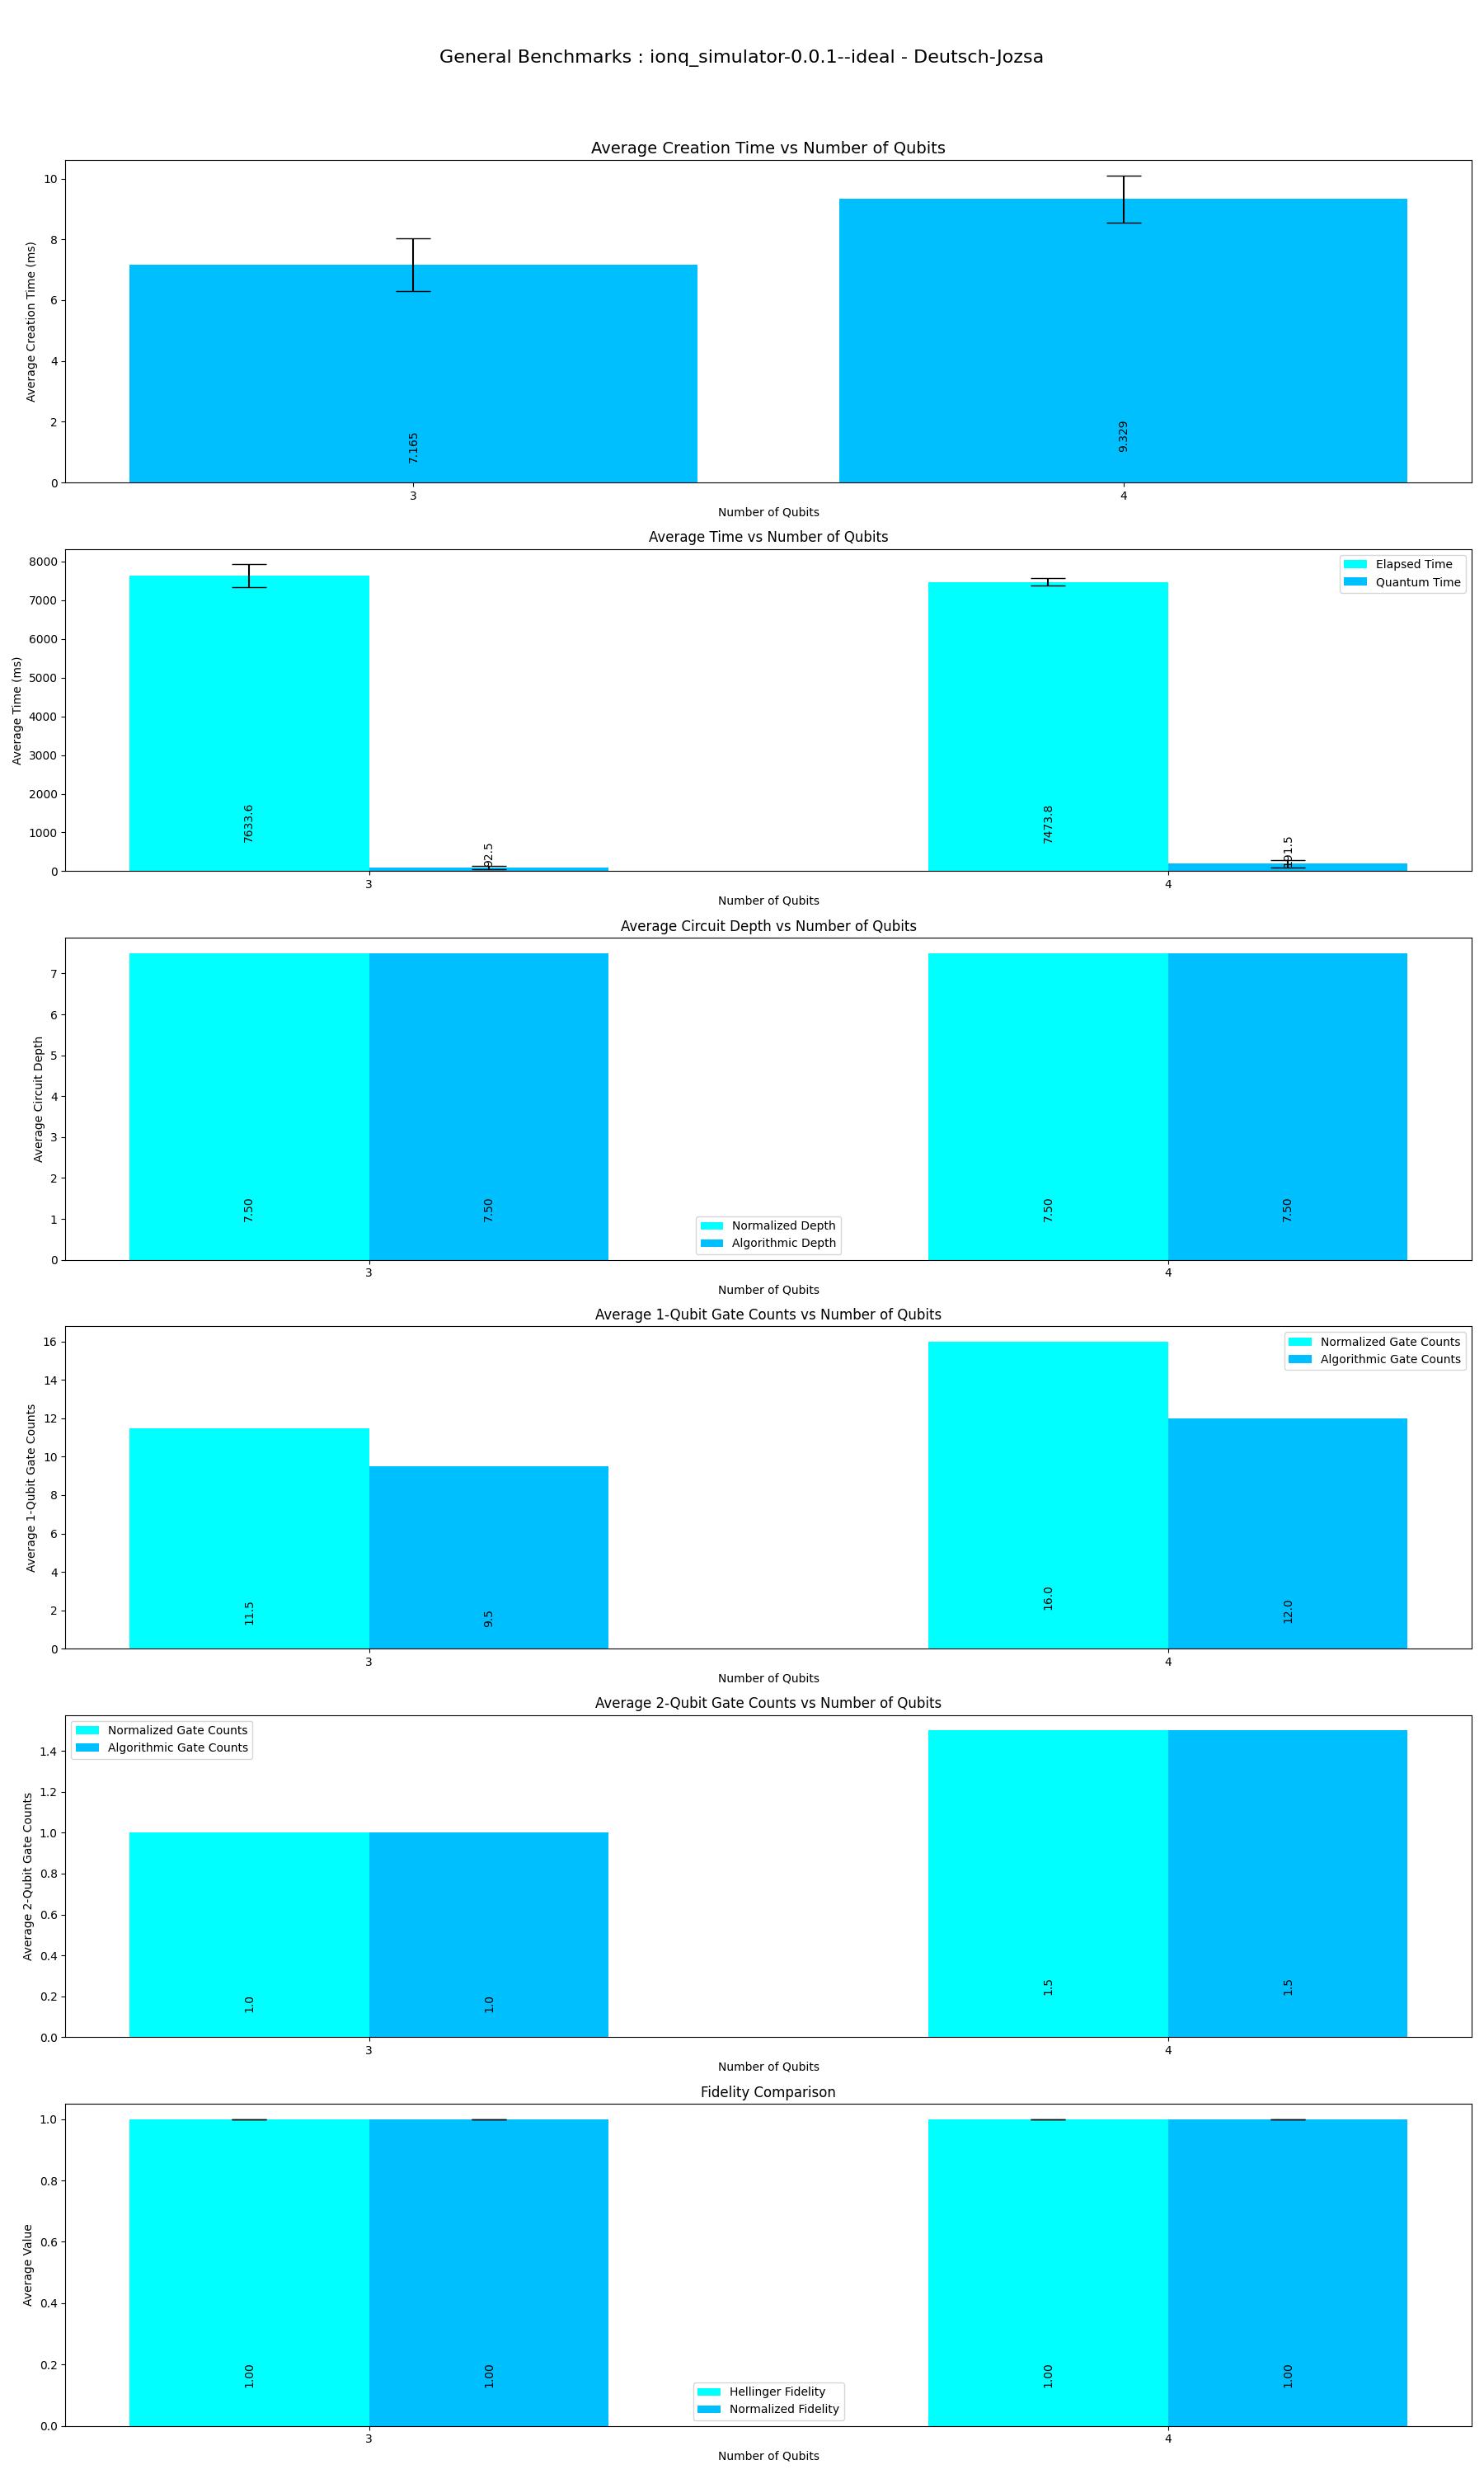 General Benchmarks : ionq_simulator-0.0.1--ideal - Deutsch-Jozsa
Average Creation Time vs Number of Qubits
Average Creation Time (ms)
10
8
6
4
2
0
7.165
9.329
3
4
Number of Qubits
Average Time vs Number of Qubits
Average Time (ms)
8000
7000
6000
5000
4000
3000
2000
1000
0
Elapsed Time
Quantum Time
7633.6
92.5
7473.8
191.5
3
4
Number of Qubits
Average Circuit Depth vs Number of Qubits
Average Circuit Depth
7
6
5
4
3
2
1
0
7.50
7.50
7.50
7.50
Normalized Depth
Algorithmic Depth
3
4
Number of Qubits
Average 1-Qubit Gate Counts vs Number of Qubits
Average 1-Qubit Gate Counts
16
14
12
10
8
6
4
2
0
Normalized Gate Counts
Algorithmic Gate Counts
11.5
9.5
16.0
12.0
3
4
Number of Qubits
Average 2-Qubit Gate Counts vs Number of Qubits
Average 2-Qubit Gate Counts
Normalized Gate Counts
Algorithmic Gate Counts
1.4
1.2
1.0
0.8
0.6
0.4
0.2
0.0
1.0
1.0
1.5
1.5
3
4
Number of Qubits
Fidelity Comparison
Average Value
1.0
0.8
0.6
0.4
0.2
0.0
1.00
1.00
1.00
1.00
Hellinger Fidelity
Normalized Fidelity
3
4
Number of Qubits